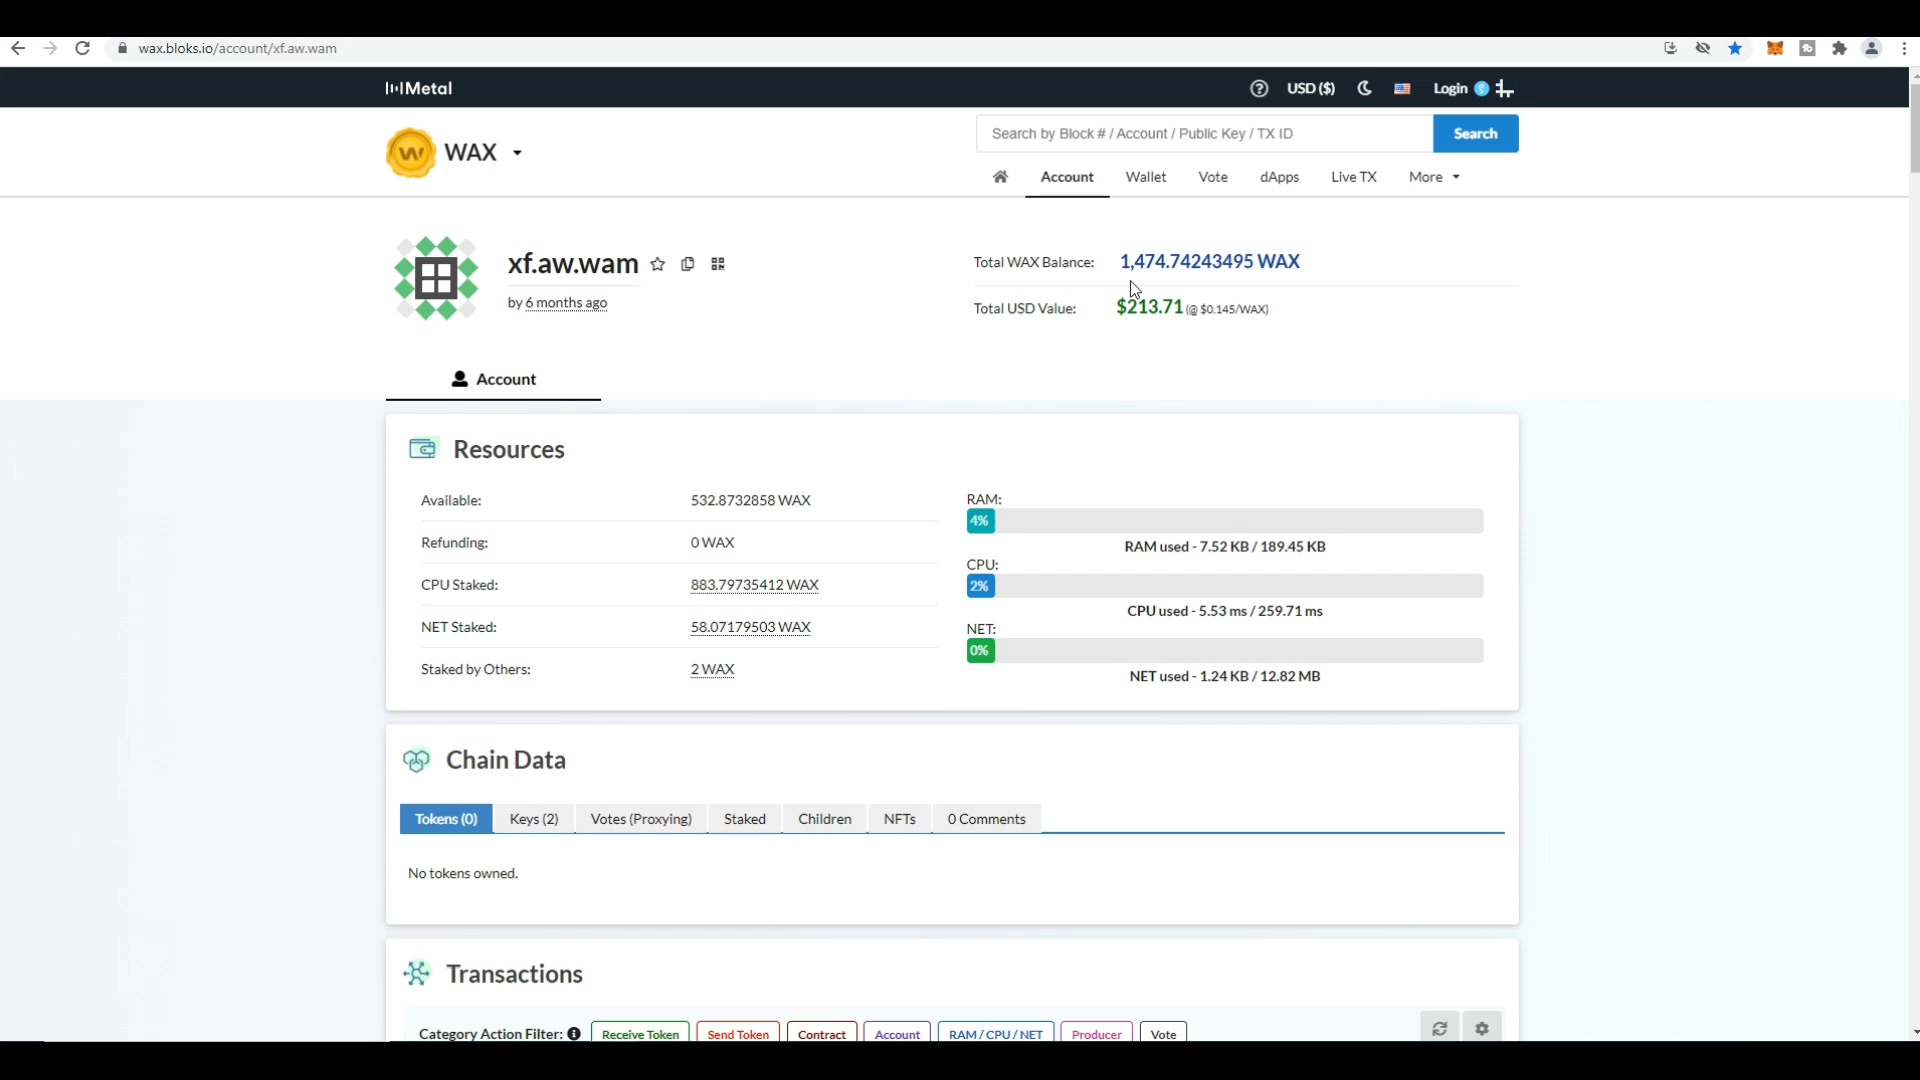 wax.bloks.io/account/xf.aw.wam
Metal
USD ($)
Login
WAX
Search by Block # / Account / Public Key / TX ID
Search
Account
Wallet
Vote
dApps
Live TX
More
xf.aw.wam
by 6 months ago
Total WAX Balance: 1,474.74243495 WAX
Total USD Value: $213.71 (@ $0.145/WAX)
Account
Resources
Available: 532.8732858 WAX
Refunding: 0 WAX
CPU Staked: 883.79735412 WAX
NET Staked: 58.07179503 WAX
Staked by Others: 2 WAX
RAM:
4%
RAM used - 7.52 KB / 189.45 KB
CPU:
2%
CPU used - 5.53 ms / 259.71 ms
NET:
0%
NET used - 1.24 KB / 12.82 MB
Chain Data
Tokens (0)
Keys (2)
Votes (Proxying)
Staked
Children
NFTs
0 Comments
No tokens owned.
Transactions
Category Action Filter:
Receive Token
Send Token
Contract
Account
RAM / CPU / NET
Producer
Vote